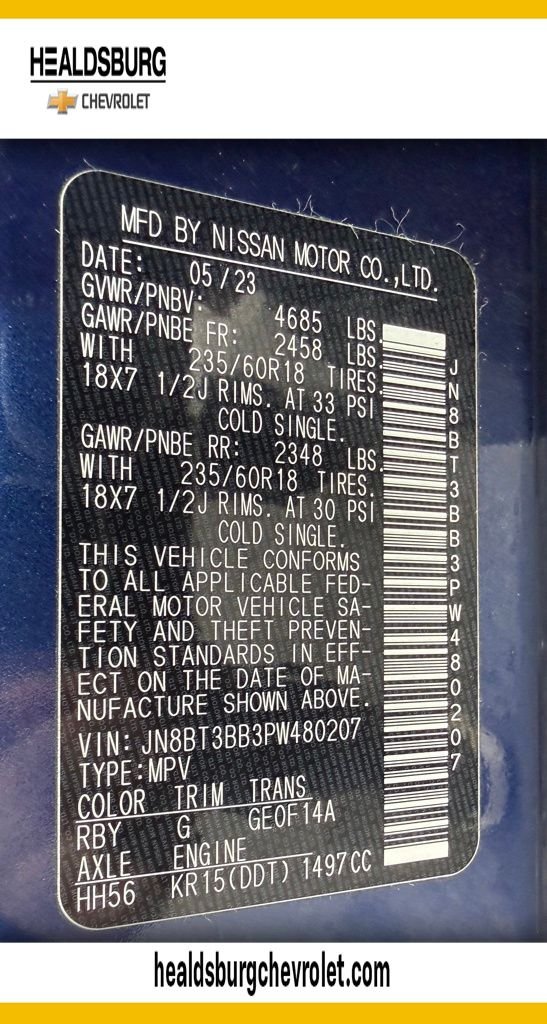 HEALDSBURG
CHEVROLET
MFD BY NISSAN MOTOR CO.,LTD.
DATE: 05/23
GVWR/PNBV: 4685 LBS.
GAWR/PNBE FR: 2458 LBS.
WITH 235/60R18 TIRES.
18X7 1/2J RIMS. AT 33 PSI
COLD SINGLE.
GAWR/PNBE RR: 2348 LBS.
WITH 235/60R18 TIRES.
18X7 1/2J RIMS. AT 30 PSI
COLD SINGLE.
THIS VEHICLE CONFORMS
TO ALL APPLICABLE FED-
ERAL MOTOR VEHICLE SA-
FETY AND THEFT PREVEN-
TION STANDARDS IN EFF-
ECT ON THE DATE OF MA-
NUFACTURE SHOWN ABOVE.
VIN: JN8BT3BB3PW480207
TYPE:MPV
COLOR TRIM TRANS
RBY G GE0F14A
AXLE ENGINE
HH56 KR15(DDT) 1497CC
JN8BT3BB3PW480207
healdsburgchevrolet.com